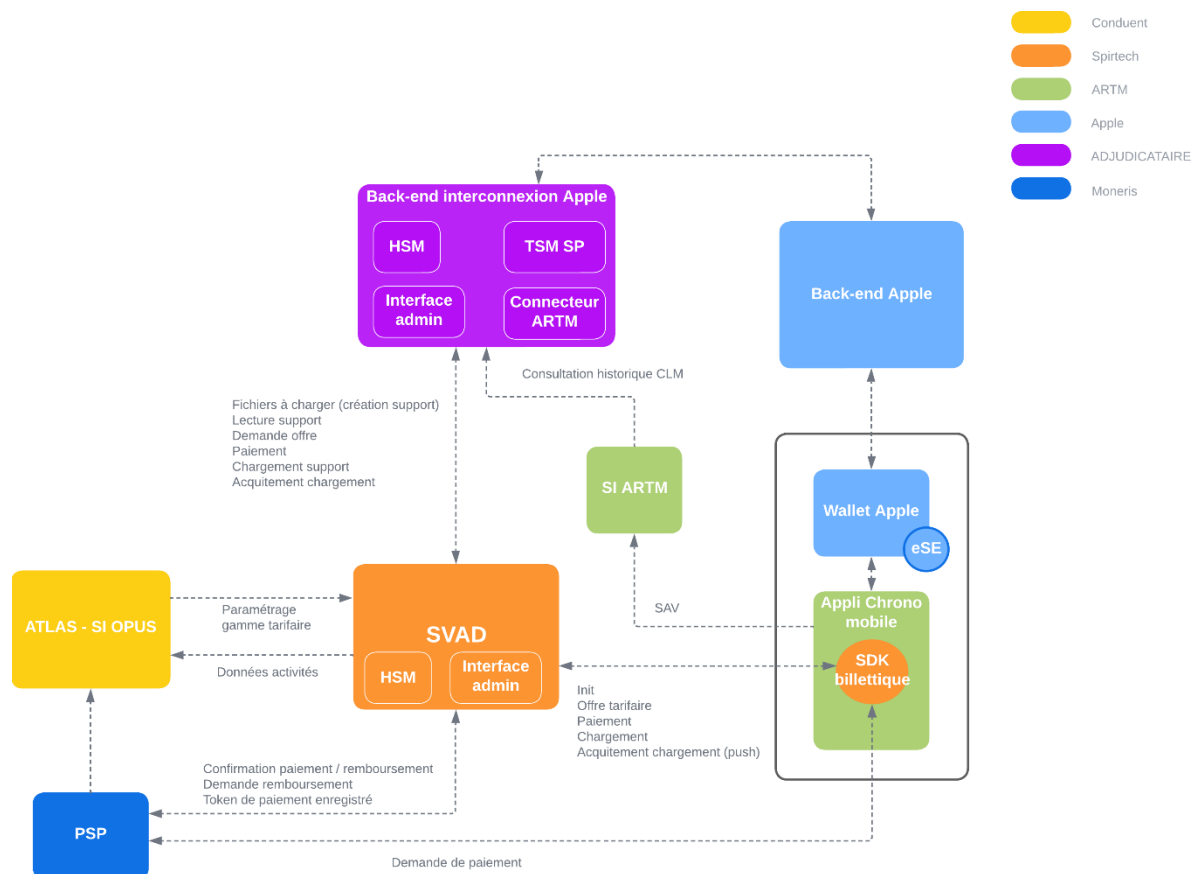 Conduent
Spirtech
ARTM
Apple
ADJUDICATAIRE
Moneris
Back-end interconnexion Apple
HSM
TSM SP
Interface
admin
Connecteur
ARTM
Back-end Apple
Consultation historique CLM
Fichiers à charger (création support)
Lecture support
Demande offre
Paiement
Chargement support
Acquitement chargement
SI ARTM
Wallet Apple
eSE
ATLAS - SI OPUS
Paramétrage
gamme tarifaire
Données activités
SVAD
HSM
Interface
admin
SAV
Appli Chrono
mobile
SDK
billettique
Init
Offre tarifaire
Paiement
Chargement
Acquitement chargement (push)
Confirmation paiement / remboursement
Demande remboursement
Token de paiement enregistré
PSP
Demande de paiement